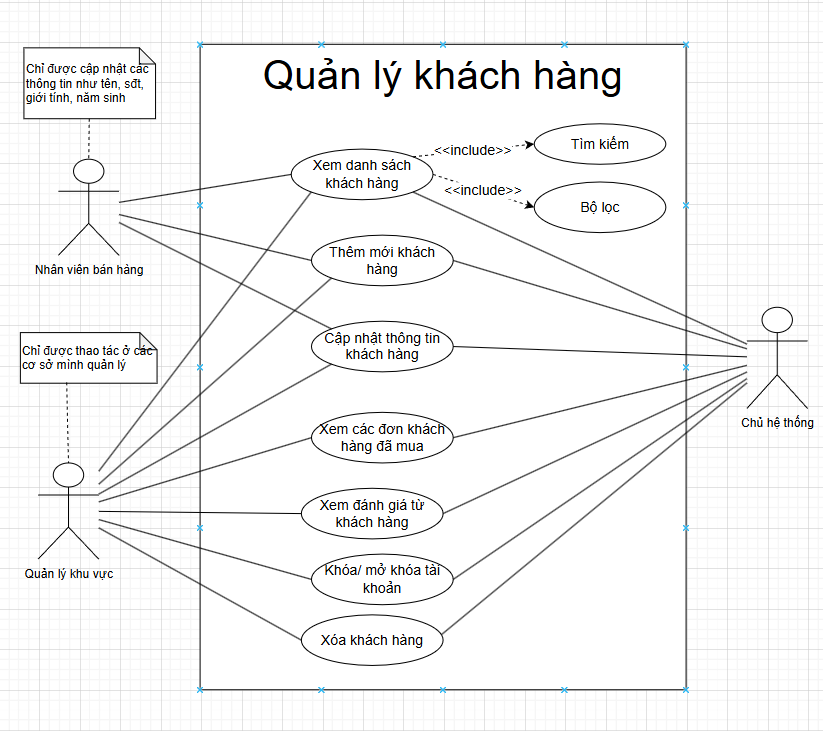 Quản lý khách hàng
Chỉ được cập nhật các
thông tin như tên, sđt,
giới tính, năm sinh
Nhân viên bán hàng
Xem danh sách
khách hàng
<<include>>
Tìm kiếm
<<include>>
Bộ lọc
Thêm mới khách
hàng
Cập nhật thông tin
khách hàng
Chỉ được thao tác ở các
cơ sở mình quản lý
Chủ hệ thống
Xem các đơn khách
hàng đã mua
Xem đánh giá từ
khách hàng
Quản lý khu vực
Khóa/ mở khóa tài
khoản
Xóa khách hàng